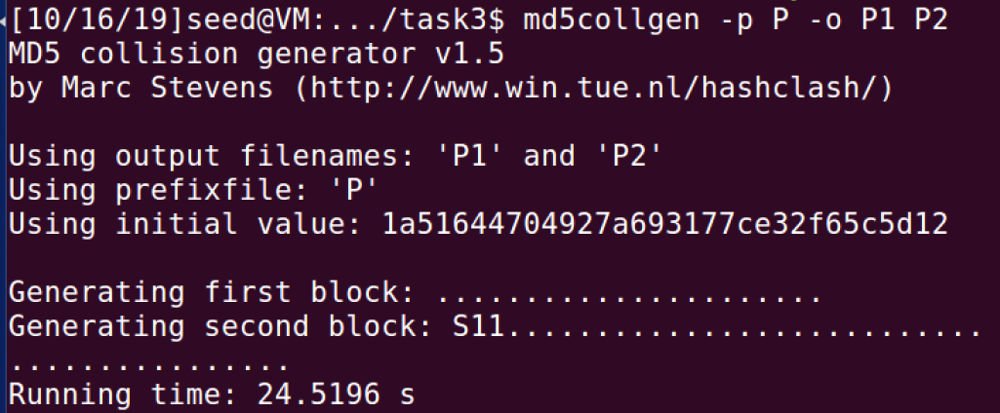 [10/16/19]seed@VM:.../task3$ md5collgen -p P -o P1 P2
MD5 collision generator v1.5
by Marc Stevens (http://www.win.tue.nl/hashclash/)
Using output filenames: 'P1' and 'P2'
Using prefixfile: 'P'
Using initial value: 1a51644704927a693177ce32f65c5d12
Generating first block: ......................
Generating second block: S11...........................
................
Running time: 24.5196 s